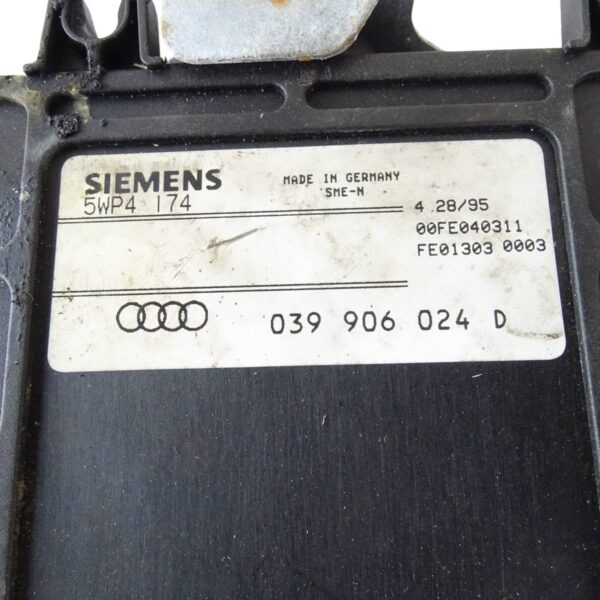 SIEMENS
5WP4 174
MADE IN GERMANY
SME-N
4 28/95
00FE040311
FE01303 0003
039 906 024 D